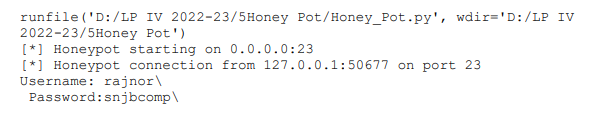 runfile('D:/LP IV 2022-23/5Honey Pot/Honey_Pot.py', wdir='D:/LP IV
2022-23/5Honey Pot')
[*] Honeypot starting on 0.0.0.0:23
[*] Honeypot connection from 127.0.0.1:50677 on port 23
Username: rajnor\
Password:snjbcomp\